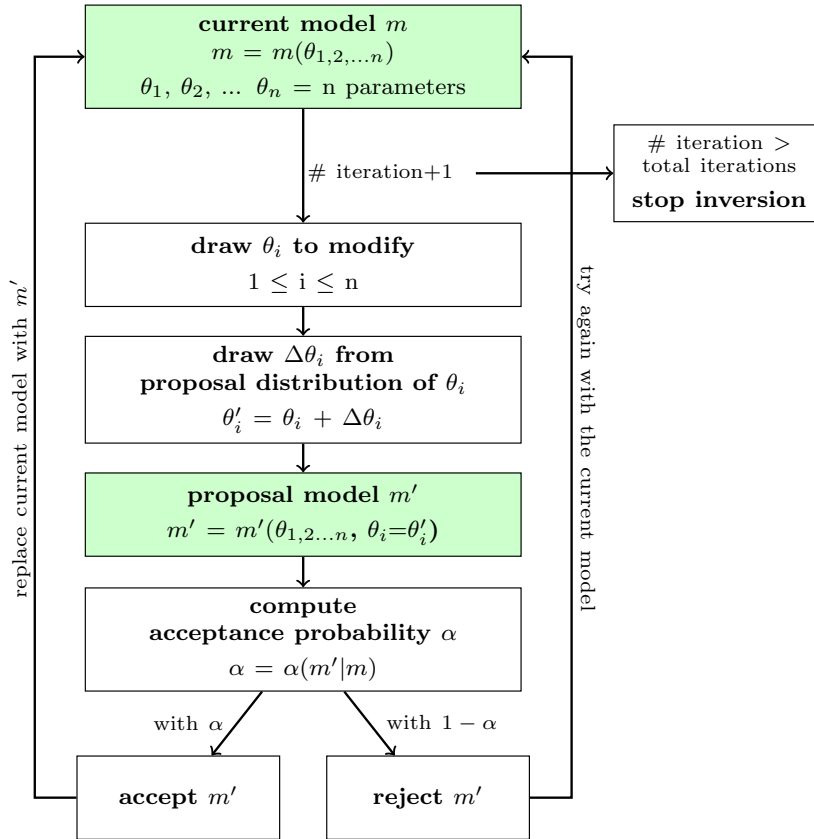 current model m
m = m(θ₁,₂,...ₙ)
θ₁, θ₂, ... θₙ = n parameters
# iteration+1
# iteration >
total iterations
stop inversion
draw θᵢ to modify
1 ≤ i ≤ n
draw Δθᵢ from
proposal distribution of θᵢ
θ′ᵢ = θᵢ + Δθᵢ
proposal model m′
m′ = m′(θ₁,₂...ₙ, θᵢ=θ′ᵢ)
compute
acceptance probability α
α = α(m′|m)
with α
with 1 − α
accept m′
reject m′
replace current model with m′
try again with the current model